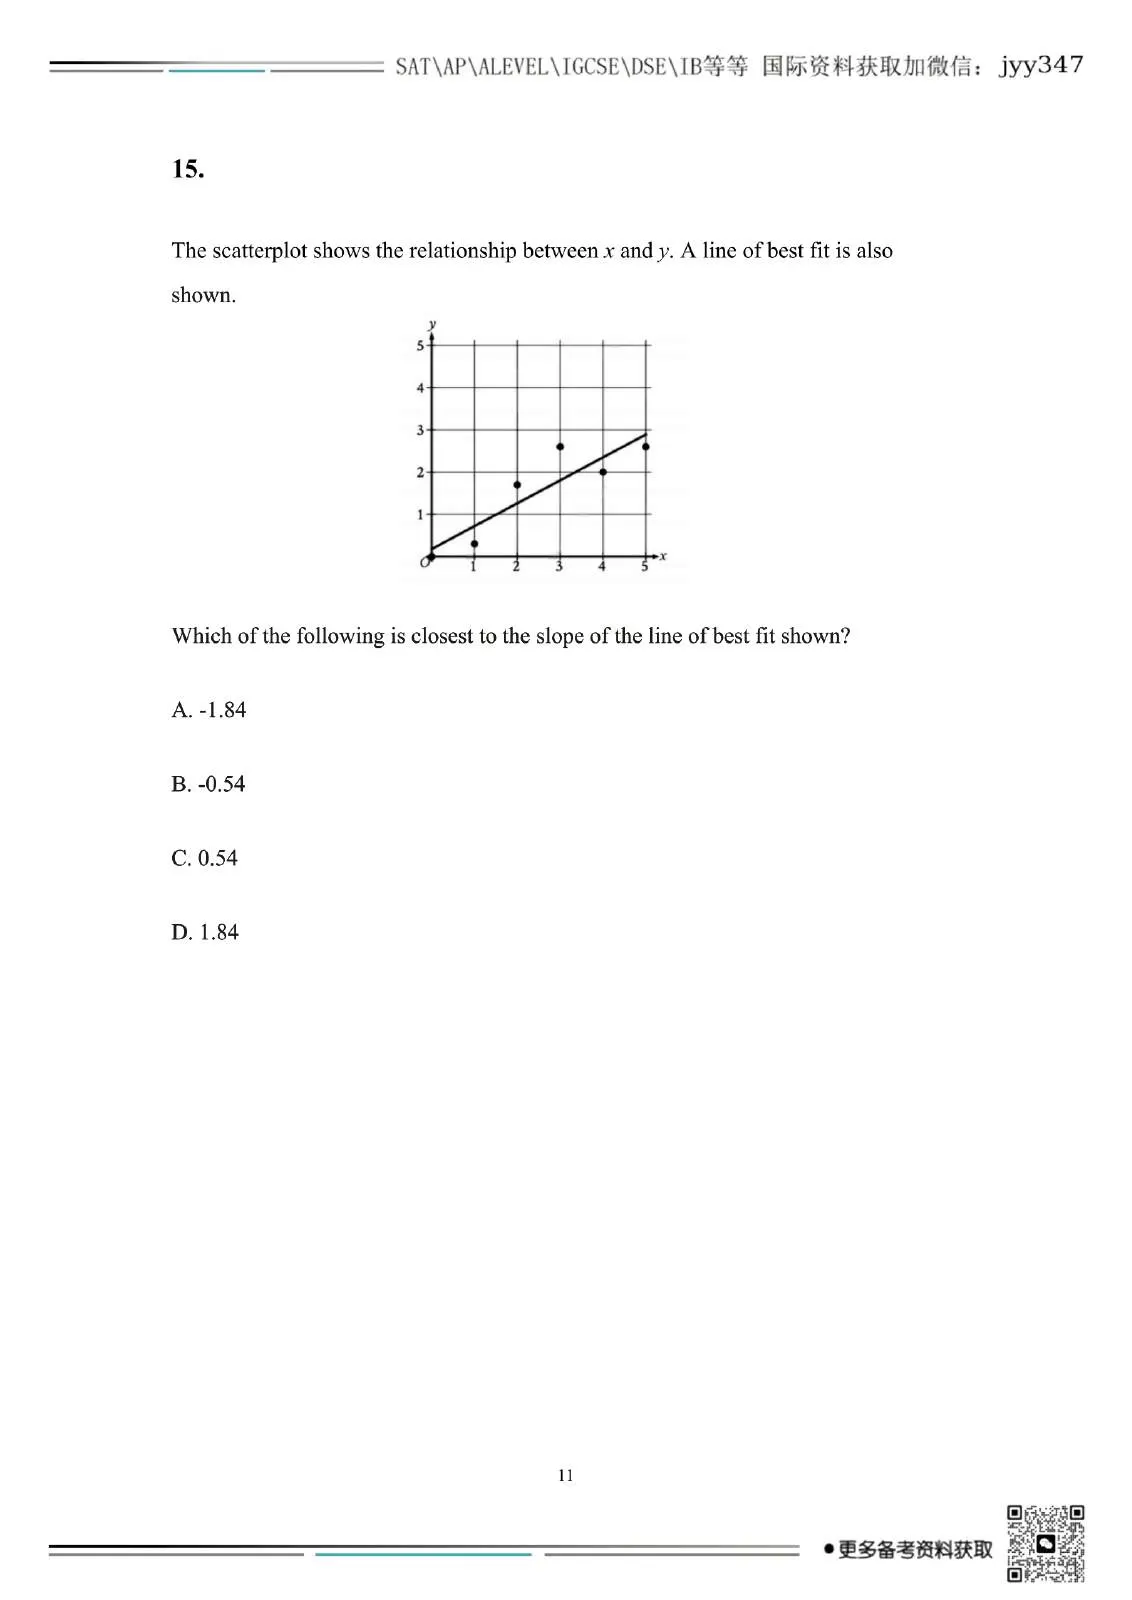 SAT\AP\ALEVEL\IGCSE\DSE\IB等等 国际资料获取加微信：jyy347
15.
The scatterplot shows the relationship between x and y. A line of best fit is also
shown.
y
5
4
3
2
1
O
1 2 3 4 5
x
Which of the following is closest to the slope of the line of best fit shown?
A. -1.84
B. -0.54
C. 0.54
D. 1.84
11
●更多备考资料获取